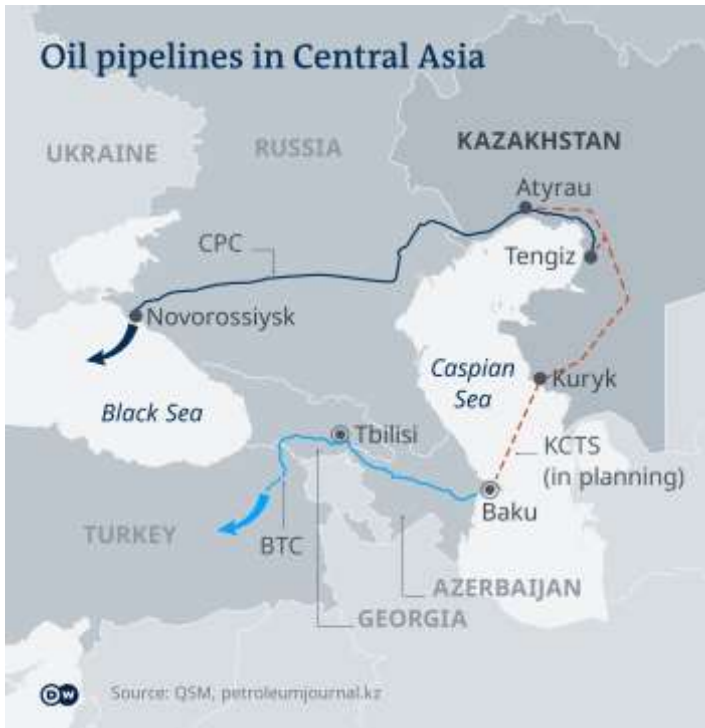 Oil pipelines in Central Asia
UKRAINE
RUSSIA
KAZAKHSTAN
Atyrau
CPC
Tengiz
Novorossiysk
Caspian
Sea
Kuryk
Black Sea
Tbilisi
KCTS
(in planning)
Baku
TURKEY
BTC
AZERBAIJAN
GEORGIA
DW Source: QSM, petroleumjournal.kz